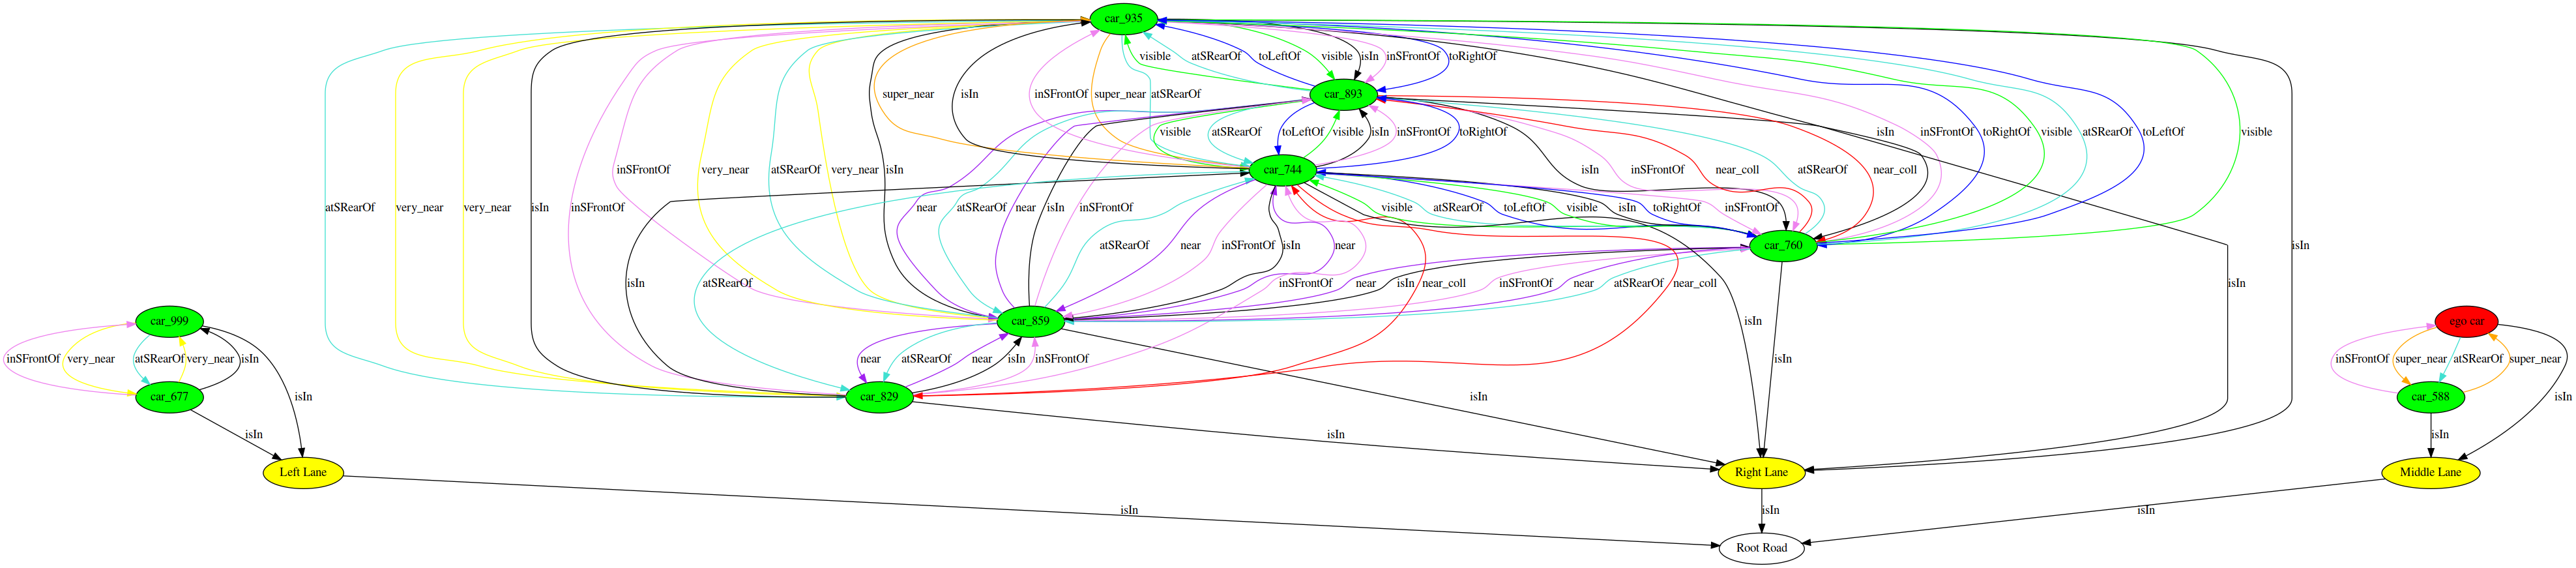 car_935
visible atSRearOf toLeftOf visible isIn inSFrontOf toRightOf
car_893
super_near isIn inSFrontOf super_near atSRearOf
visible atSRearOf toLeftOf visible isIn inSFrontOf toRightOf isIn inSFrontOf toRightOf visible atSRearOf toLeftOf visible
car_744
inSFrontOf very_near atSRearOf very_near isIn isIn inSFrontOf near_coll atSRearOf near_coll
atSRearOf very_near very_near isIn inSFrontOf near atSRearOf near isIn inSFrontOf visible atSRearOf toLeftOf visible isIn toRightOf inSFrontOf
car_760
atSRearOf near inSFrontOf isIn near isIn
isIn atSRearOf inSFrontOf near isIn near_coll inSFrontOf near atSRearOf near_coll isIn
car_999
car_859
isIn
ego car
inSFrontOf very_near atSRearOf very_near isIn
near atSRearOf near isIn inSFrontOf
isIn
inSFrontOf super_near atSRearOf super_near
car_677
car_829
isIn
isIn
car_588
isIn
isIn
isIn
isIn
Left Lane
Right Lane
Middle Lane
isIn
isIn
isIn
Root Road